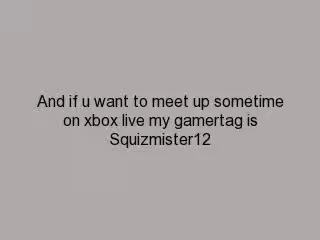 And if u want to meet up sometime
on xbox live my gamertag is
Squizmister12